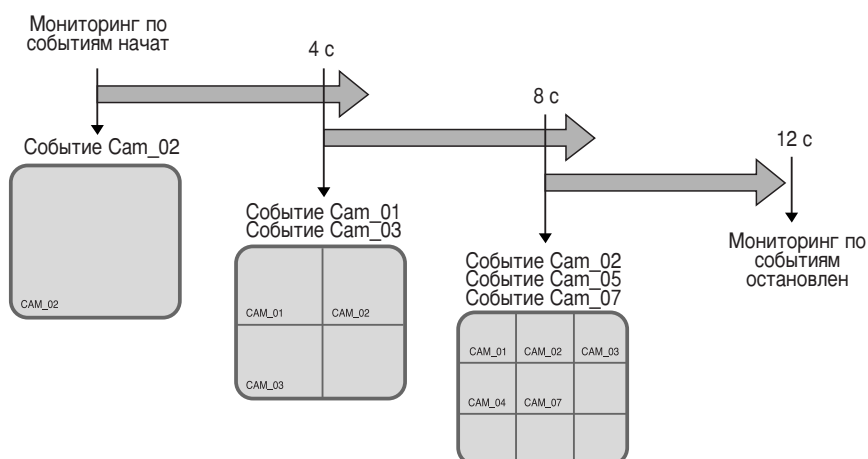 Мониторинг по
событиям начат
4 с
8 с
12 с
Событие Cam_02
CAM_02
Событие Cam_01
Событие Cam_03
CAM_01
CAM_02
CAM_03
Событие Cam_02
Событие Cam_05
Событие Cam_07
CAM_01
CAM_02
CAM_03
CAM_04
CAM_07
Мониторинг по
событиям
остановлен